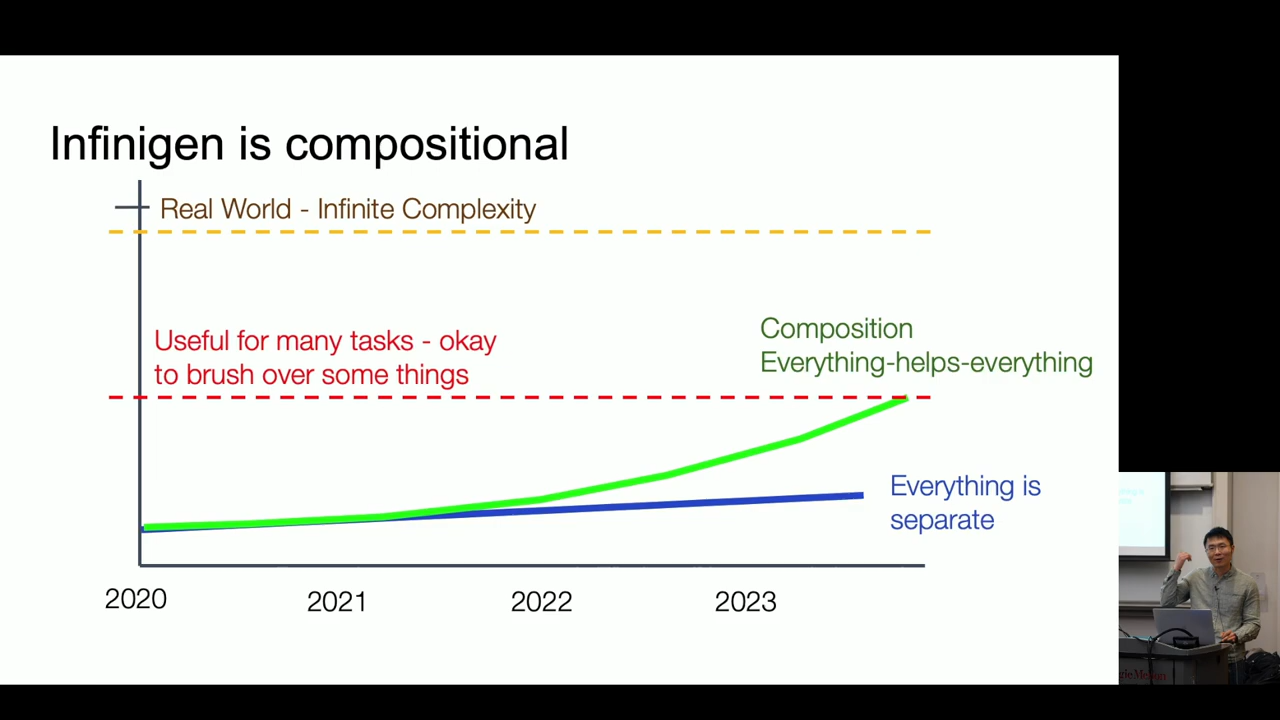 Infinigen is compositional
Real World - Infinite Complexity
Useful for many tasks - okay
to brush over some things
Composition
Everything-helps-everything
Everything is
separate
2020
2021
2022
2023